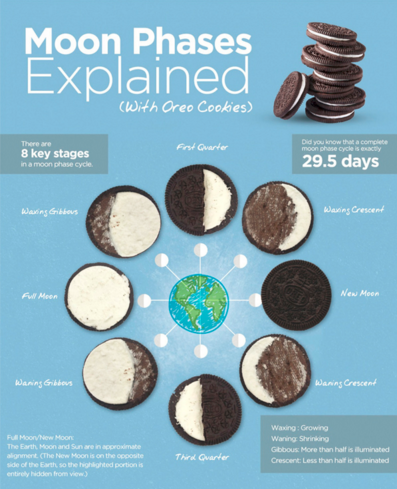 Moon Phases
Explained
(With Oreo Cookies)
There are
8 key stages
in a moon phase cycle.
Did you know that a complete
moon phase cycle is exactly
29.5 days
First Quarter
Waxing Gibbous
Waxing Crescent
Full Moon
New Moon
Waning Gibbous
Waning Crescent
Third Quarter
Full Moon/New Moon:
The Earth, Moon and Sun are in approximate
alignment. (The New Moon is on the opposite
side of the Earth, so the highlighted portion is
entirely hidden from view.)
Waxing : Growing
Waning: Shrinking
Gibbous: More than half is illuminated
Crescent: Less than half is illuminated